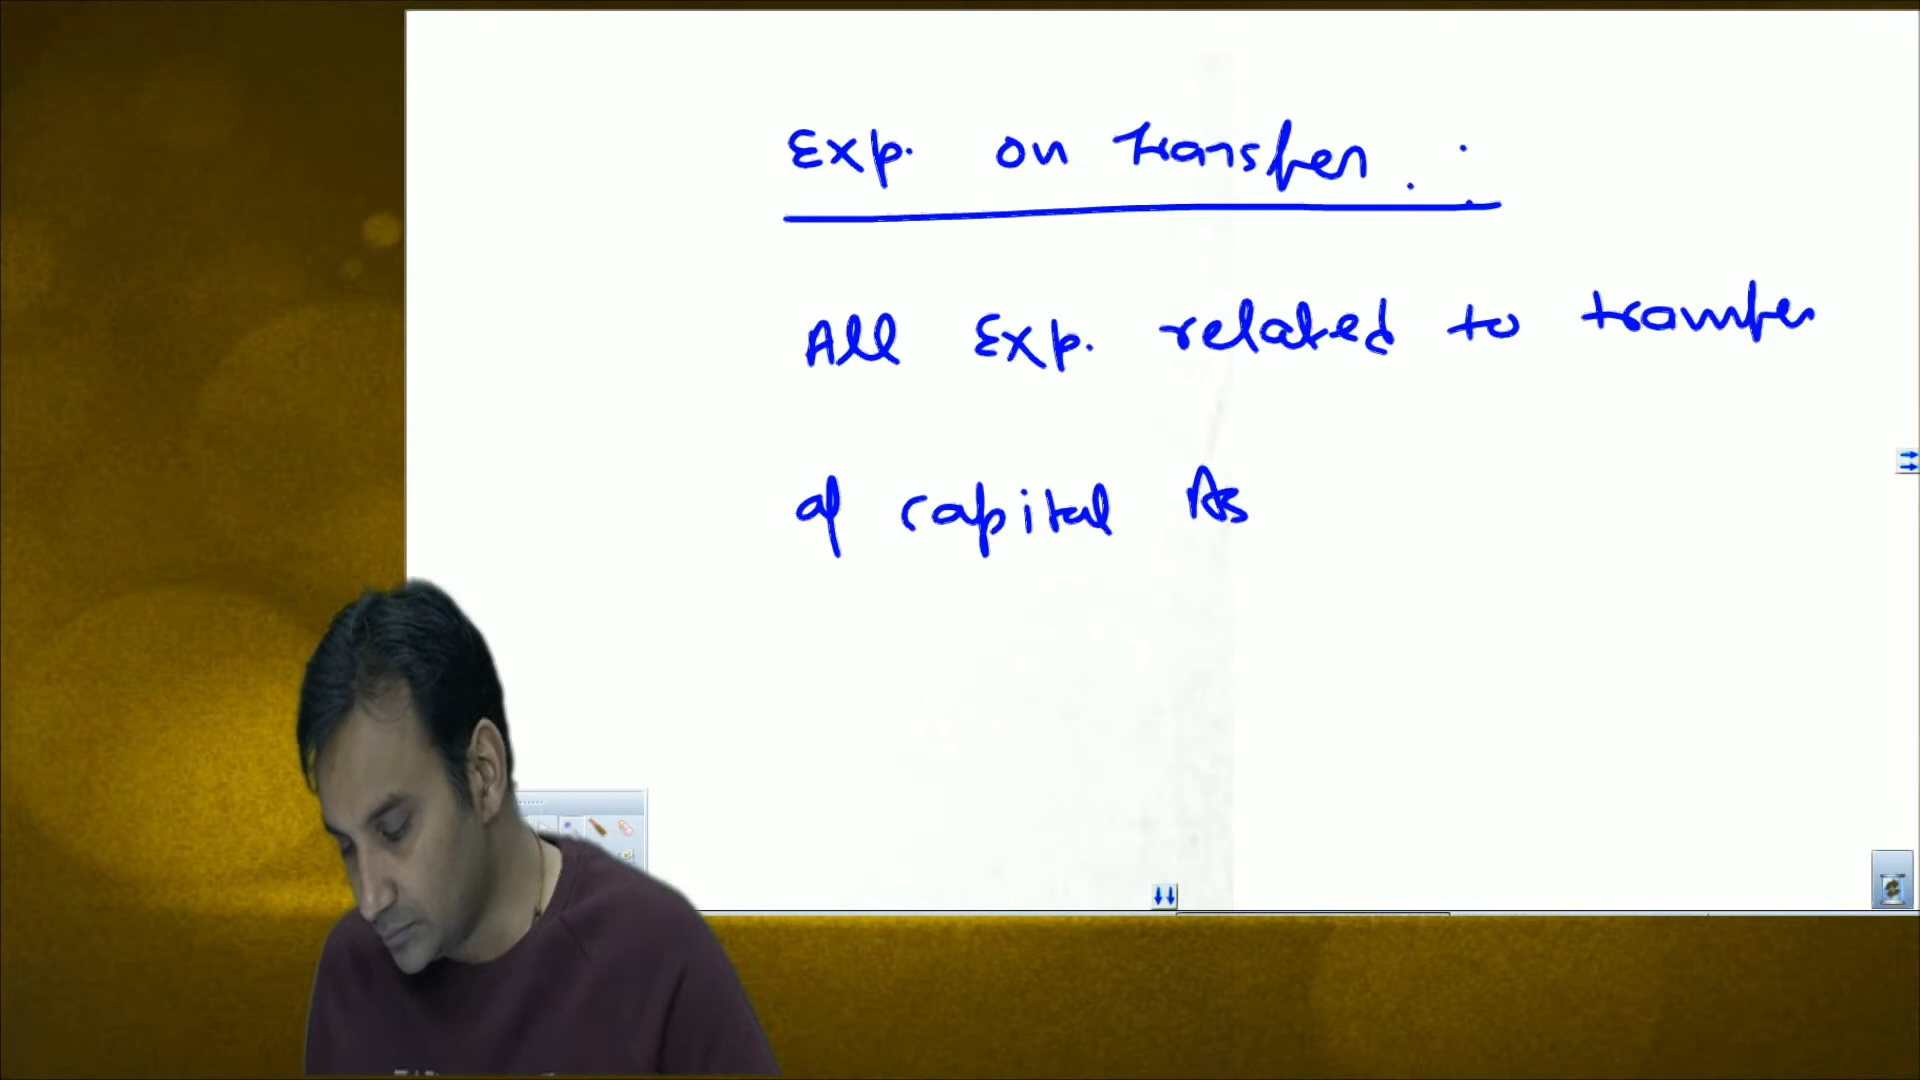 Exp. on transfer :
All Exp. related to transfer
of capital As